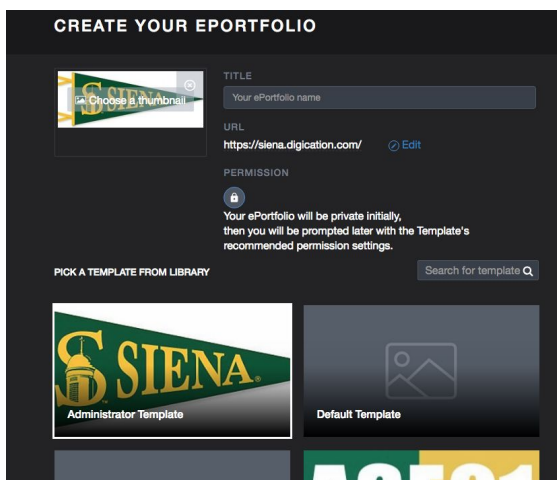 CREATE YOUR EPORTFOLIO
SIENA
Choose a thumbnail
TITLE
Your ePortfolio name
URL
https://siena.digication.com/ Edit
PERMISSION
Your ePortfolio will be private initially,
then you will be prompted later with the Template's
recommended permission settings.
PICK A TEMPLATE FROM LIBRARY
Search for template
S SIENA
Administrator Template
Default Template